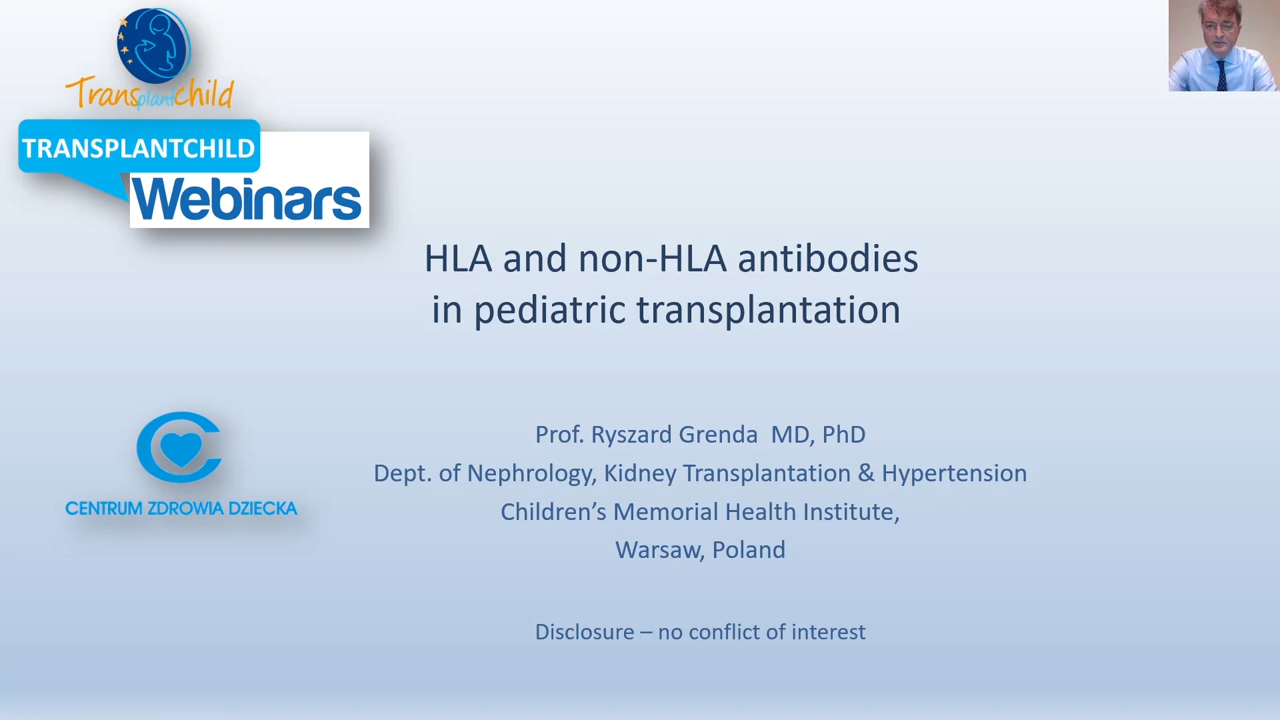 Transplantchild
TRANSPLANTCHILD
Webinars
HLA and non-HLA antibodies
in pediatric transplantation
CENTRUM ZDROWIA DZIECKA
Prof. Ryszard Grenda  MD, PhD
Dept. of Nephrology, Kidney Transplantation & Hypertension
Children’s Memorial Health Institute,
Warsaw, Poland
Disclosure – no conflict of interest